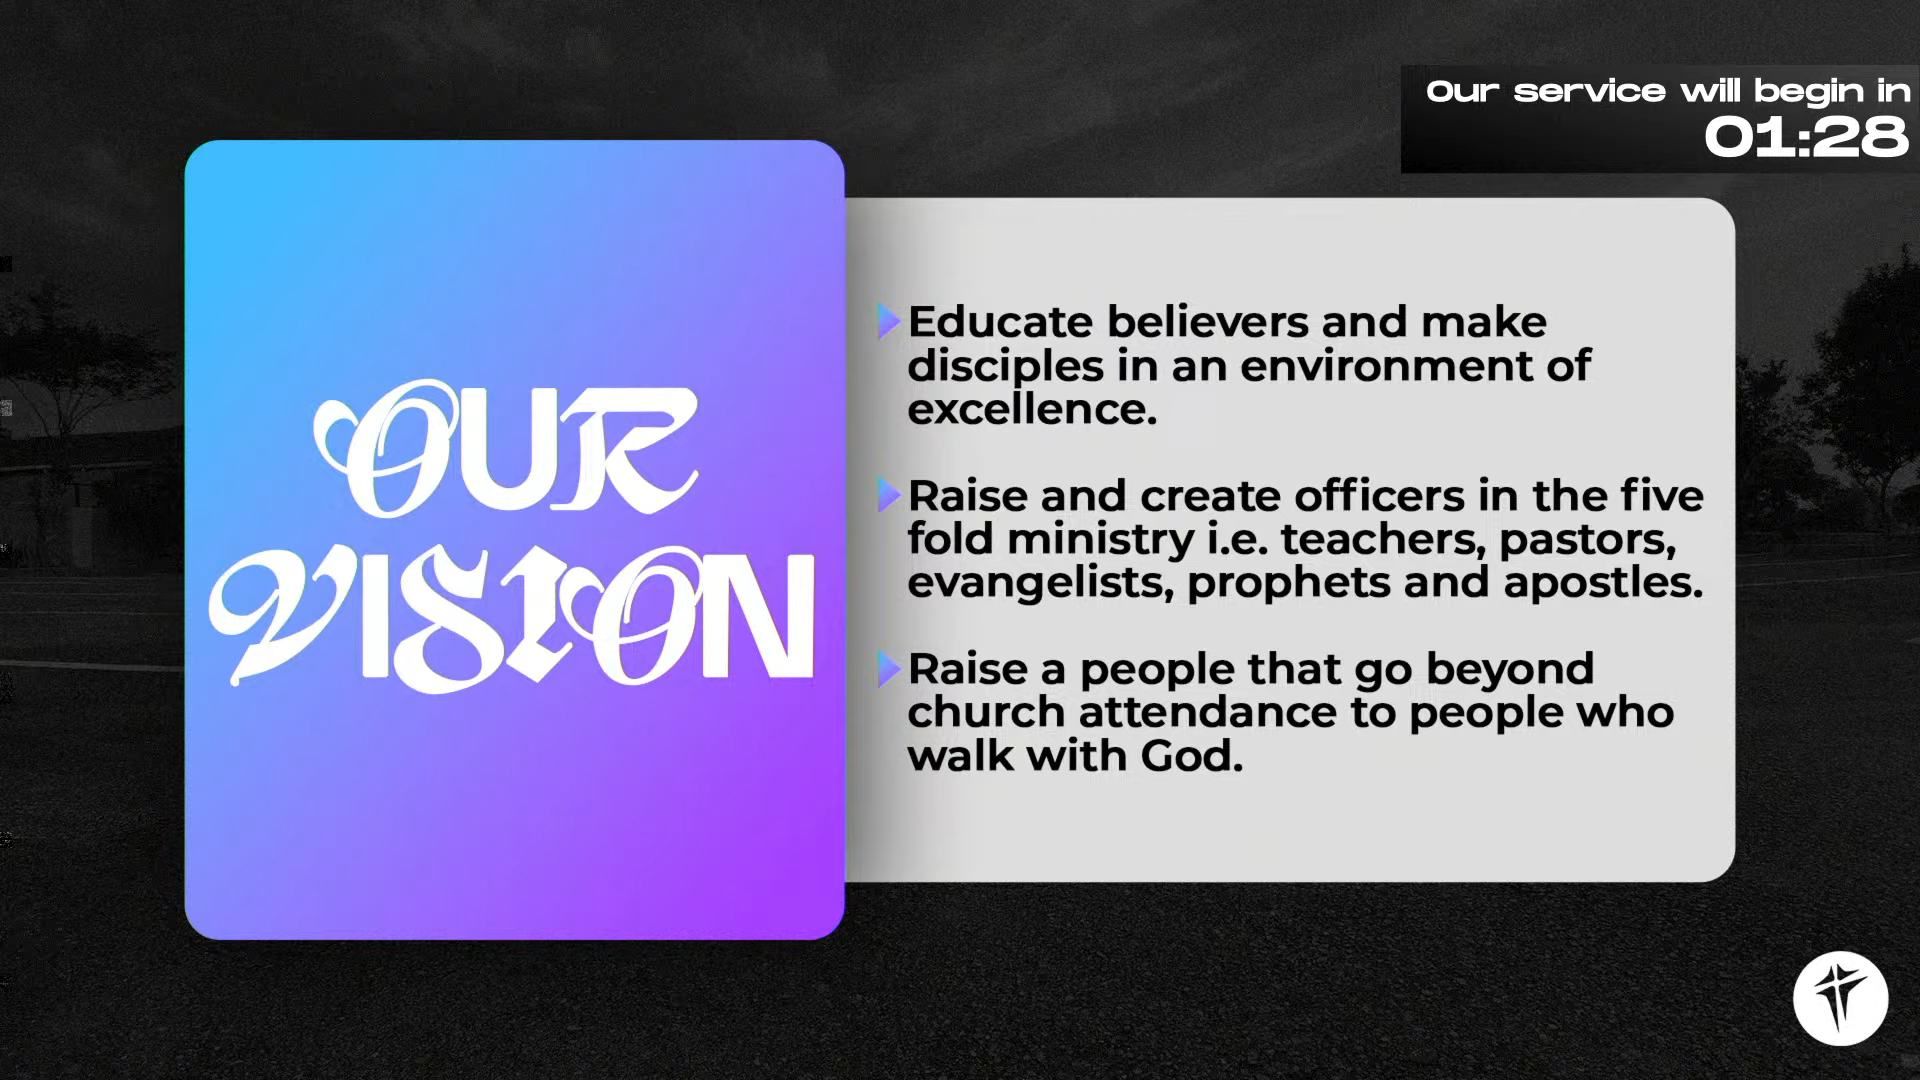 Our service will begin in
01:28
OUR
VISION
Educate believers and make
disciples in an environment of
excellence.
Raise and create officers in the five
fold ministry i.e. teachers, pastors,
evangelists, prophets and apostles.
Raise a people that go beyond
church attendance to people who
walk with God.